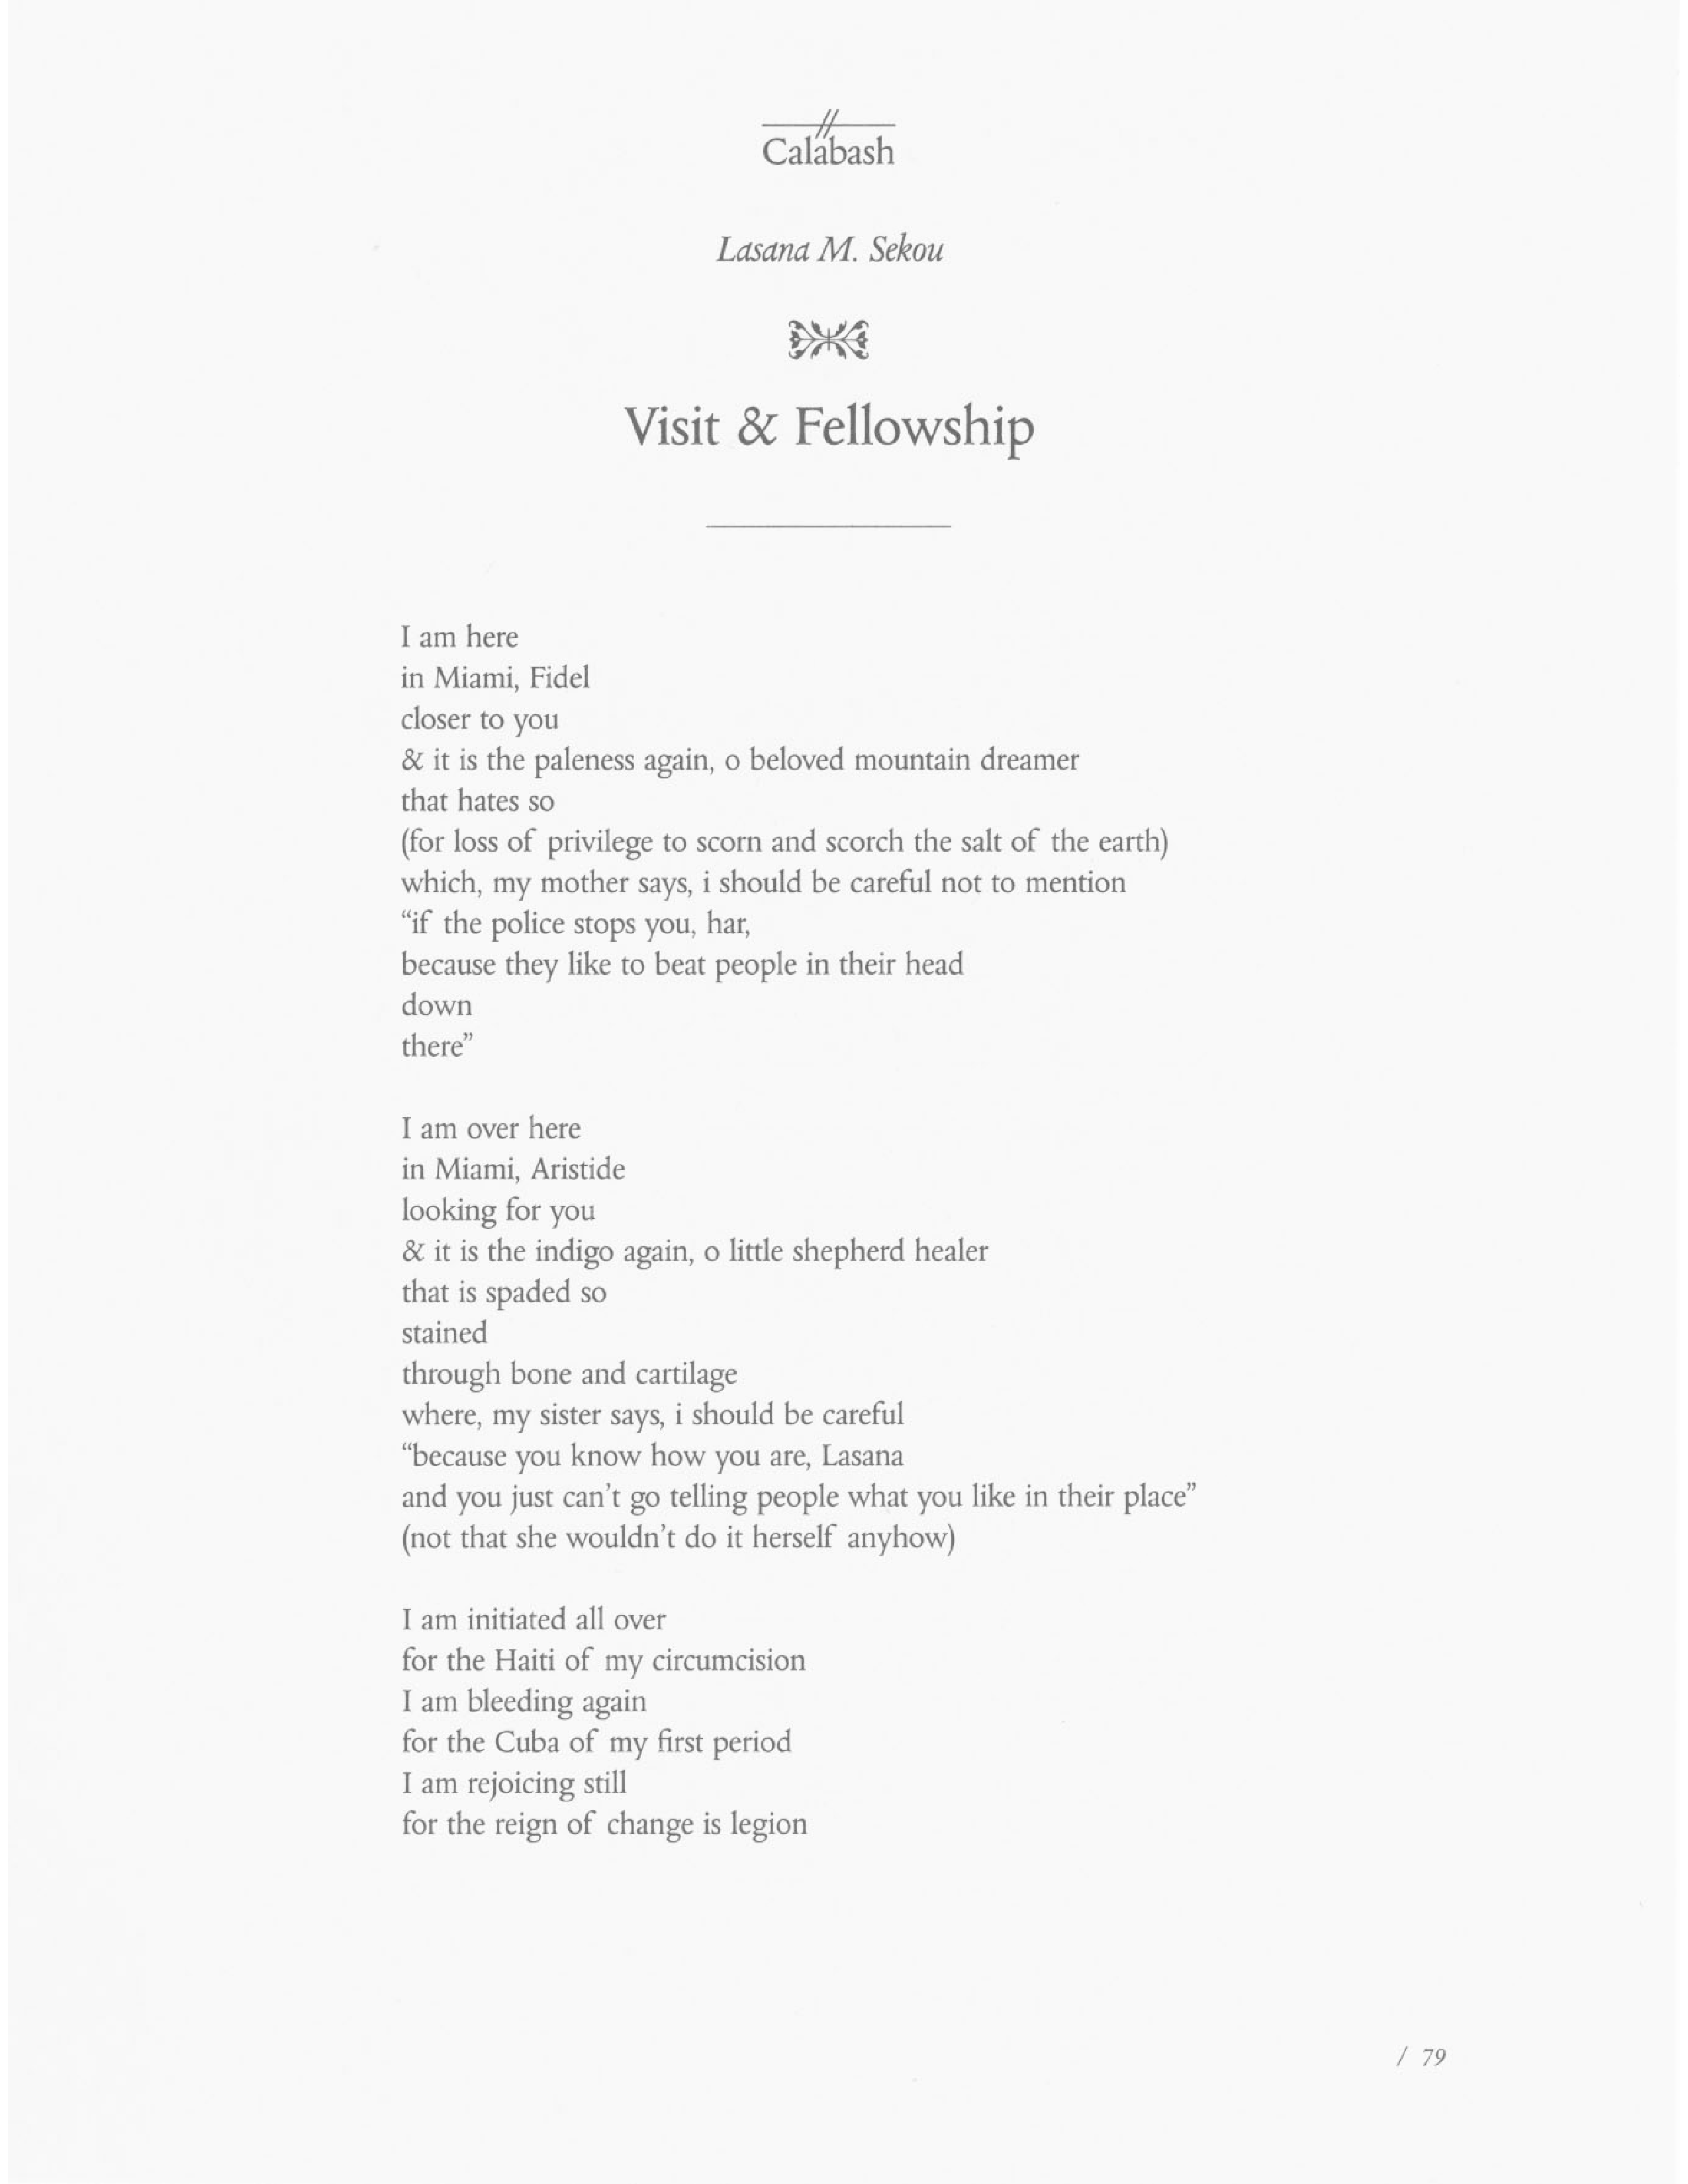 Calabash
Lasana M. Sekou
Visit & Fellowship
I am here
in Miami, Fidel
closer to you
& it is the paleness again, o beloved mountain dreamer
that hates so
(for loss of privilege to scorn and scorch the salt of the earth)
which, my mother says, i should be careful not to mention
“if the police stops you, har,
because they like to beat people in their head
down
there”
I am over here
in Miami, Aristide
looking for you
& it is the indigo again, o little shepherd healer
that is spaded so
stained
through bone and cartilage
where, my sister says, i should be careful
“because you know how you are, Lasana
and you just can’t go telling people what you like in their place”
(not that she wouldn’t do it herself anyhow)
I am initiated all over
for the Haiti of my circumcision
I am bleeding again
for the Cuba of my first period
I am rejoicing still
for the reign of change is legion
/ 79